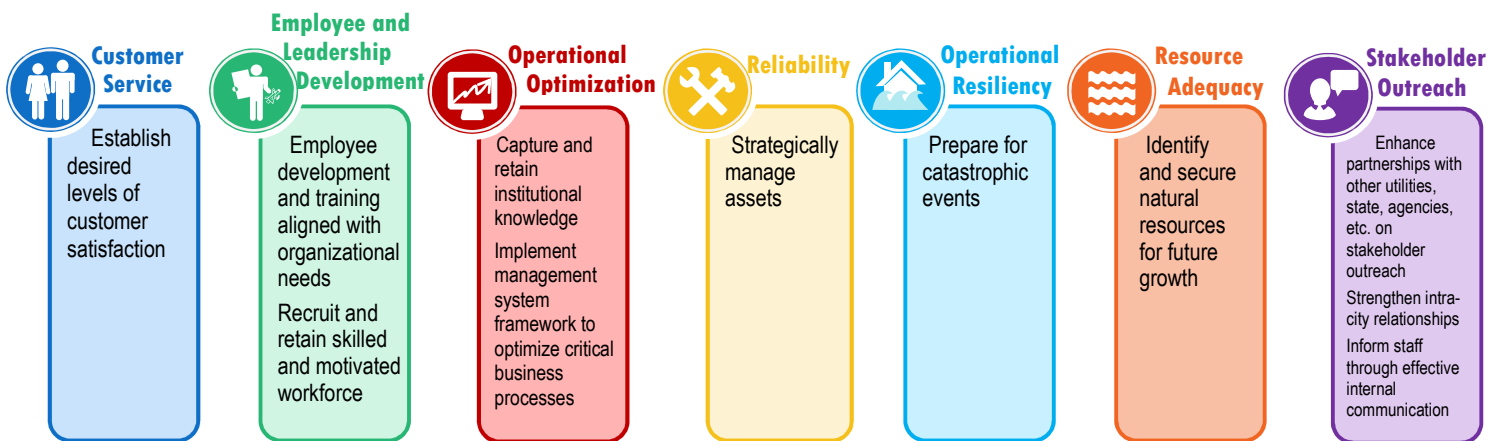 Customer
Service
Establish
desired
levels of
customer
satisfaction
Employee and
Leadership
Development
Employee
development
and training
aligned with
organizational
needs
Recruit and
retain skilled
and motivated
workforce
Operational
Optimization
Capture and
retain
institutional
knowledge
Implement
management
system
framework to
optimize critical
business
processes
Reliability
Strategically
manage
assets
Operational
Resiliency
Prepare for
catastrophic
events
Resource
Adequacy
Identify
and secure
natural
resources
for future
growth
Stakeholder
Outreach
Enhance
partnerships with
other utilities,
state, agencies,
etc. on
stakeholder
outreach
Strengthen intra-
city relationships
Inform staff
through effective
internal
communication